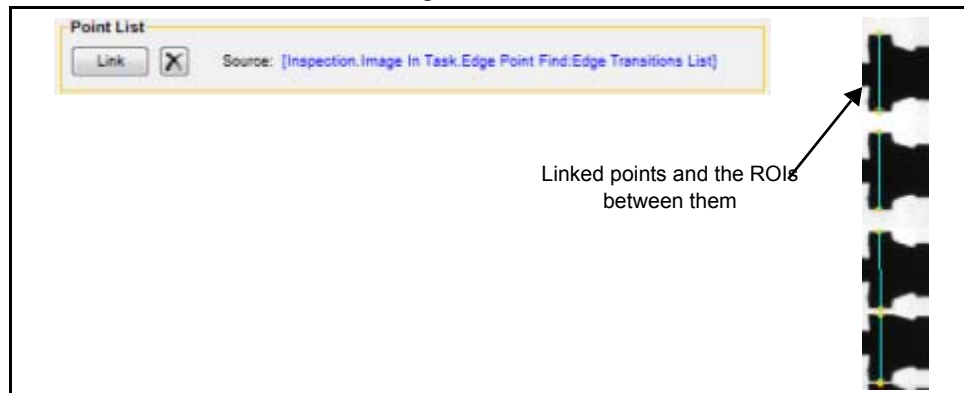 Point List
Link X Source: [Inspection.Image In Task.Edge Point Find:Edge Transitions List]
Linked points and the ROIs
between them